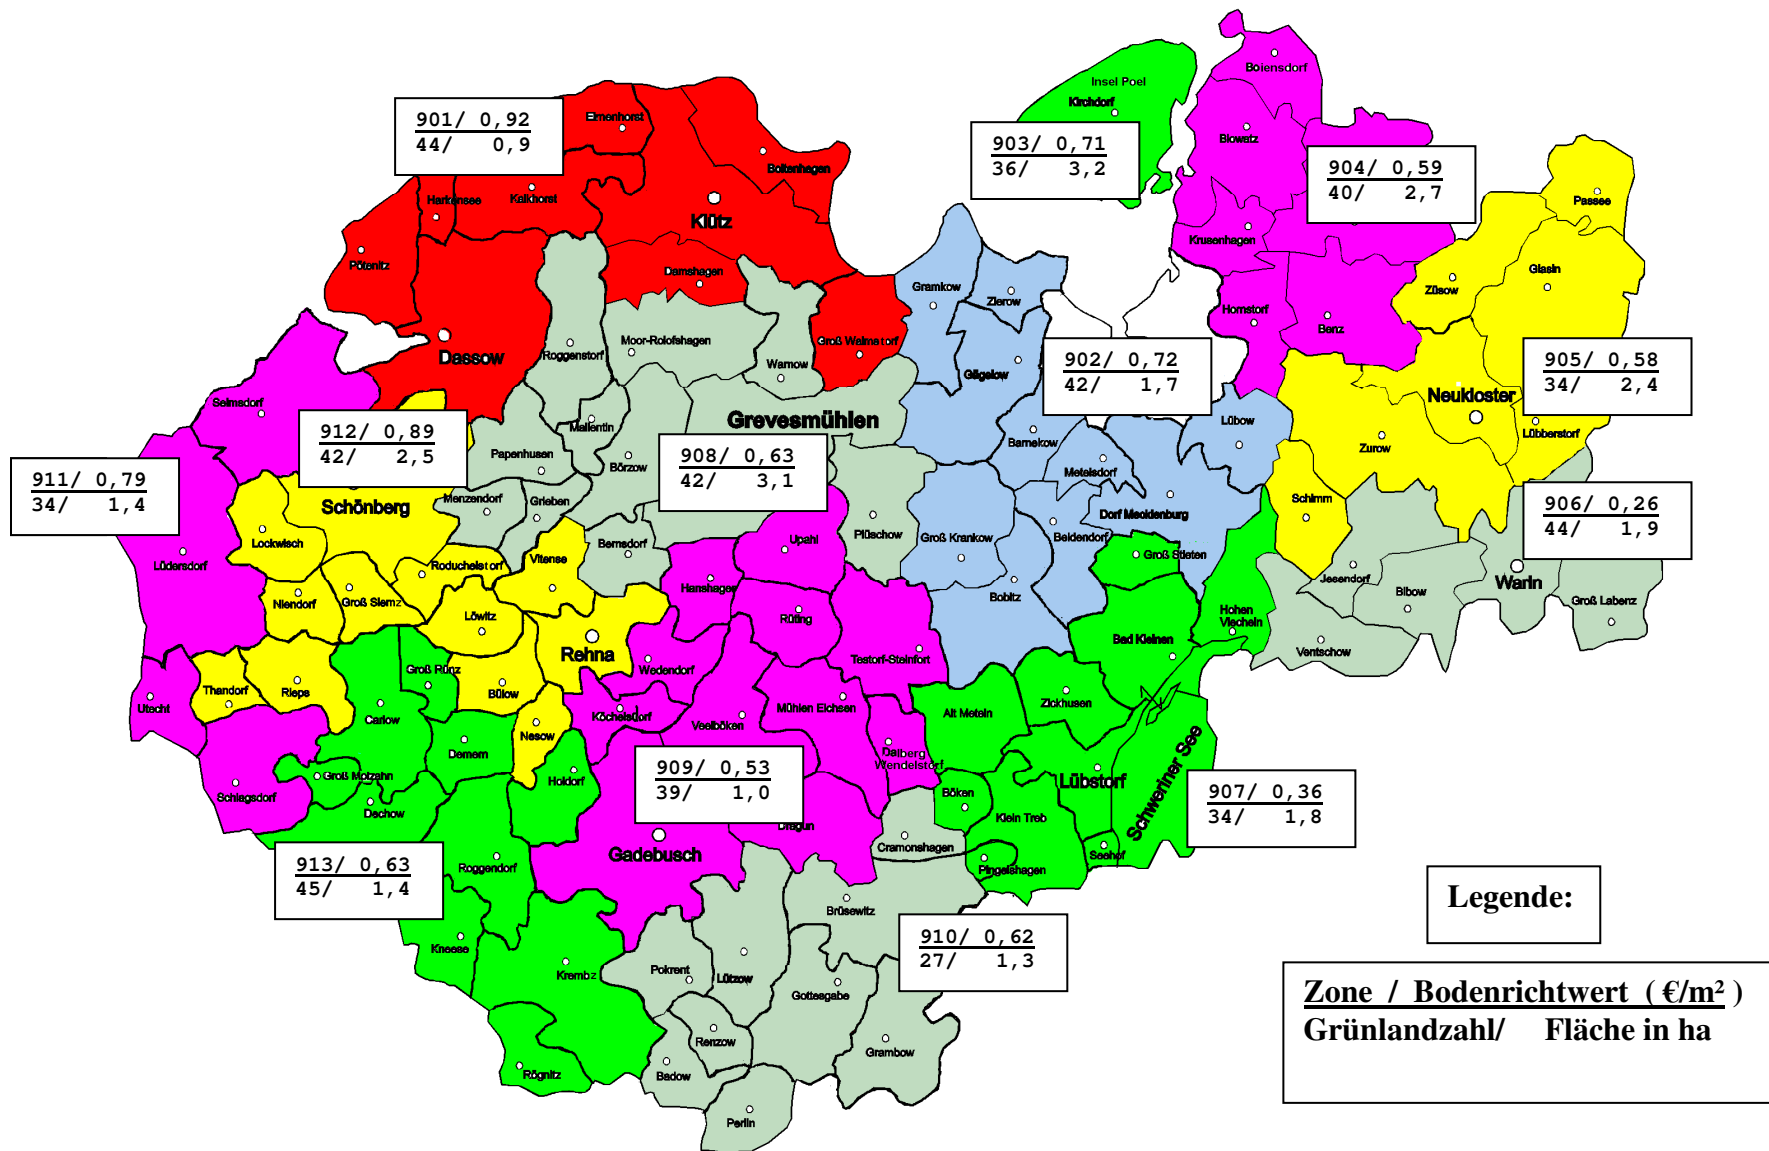 Boiensdorf
Insel Poel
Kirchdorf
901/ 0,92
44/ 0,9
Elmenhorst
Blowatz
903/ 0,71
36/ 3,2
904/ 0,59
40/ 2,7
Boltenhagen
Harkensee
Kalkhorst
Klütz
Passee
Krusenhagen
Pötenitz
Damshagen
Gramkow
Zierow
Züsow
Glasin
Hornstorf
Benz
Dassow
Roggenstorf
Moor-Rolofshagen
Warnow
Groß Walmstorf
Gägelow
902/ 0,72
42/ 1,7
905/ 0,58
34/ 2,4
Neukloster
Selmsdorf
Mallentin
Grevesmühlen
Barnekow
Lübow
Lübberstorf
Zurow
912/ 0,89
42/ 2,5
Papenhusen
Börzow
908/ 0,63
42/ 3,1
Metelsdorf
911/ 0,79
34/ 1,4
Schönberg
Menzendorf
Grieben
Schimm
906/ 0,26
44/ 1,9
Dorf Mecklenburg
Lockwisch
Bernsdorf
Upahl
Plüschow
Groß Krankow
Beidendorf
Groß Stieten
Lüdersdorf
Roduchelstorf
Vitense
Hanshagen
Jesendorf
Bibow
Warin
Groß Labenz
Niendorf
Groß Siemz
Löwitz
Rüting
Bobitz
Hohen
Viecheln
Bad Kleinen
Ventschow
Rehna
Testorf-Steinfort
Wedendorf
Groß Rünz
Thandorf
Rieps
Bülow
Utecht
Carlow
Köchelsdorf
Veelböken
Mühlen Eichsen
Alt Meteln
Zickhusen
Nesow
Demern
Dalberg
Wendelstorf
Schweriner See
Lübstorf
Groß Molzahn
Schlagsdorf
Holdorf
909/ 0,53
39/ 1,0
907/ 0,36
34/ 1,8
Böken
Dechow
Klein Treb
Dragun
Cramonshagen
Seehof
Gadebusch
Pingelshagen
913/ 0,63
45/ 1,4
Roggendorf
Legende:
Brüsewitz
910/ 0,62
27/ 1,3
Kneese
Krembz
Pokrent
Lützow
Gottesgabe
Zone / Bodenrichtwert ( €/m² )
Grünlandzahl/ Fläche in ha
Renzow
Grambow
Rögnitz
Badow
Perlin